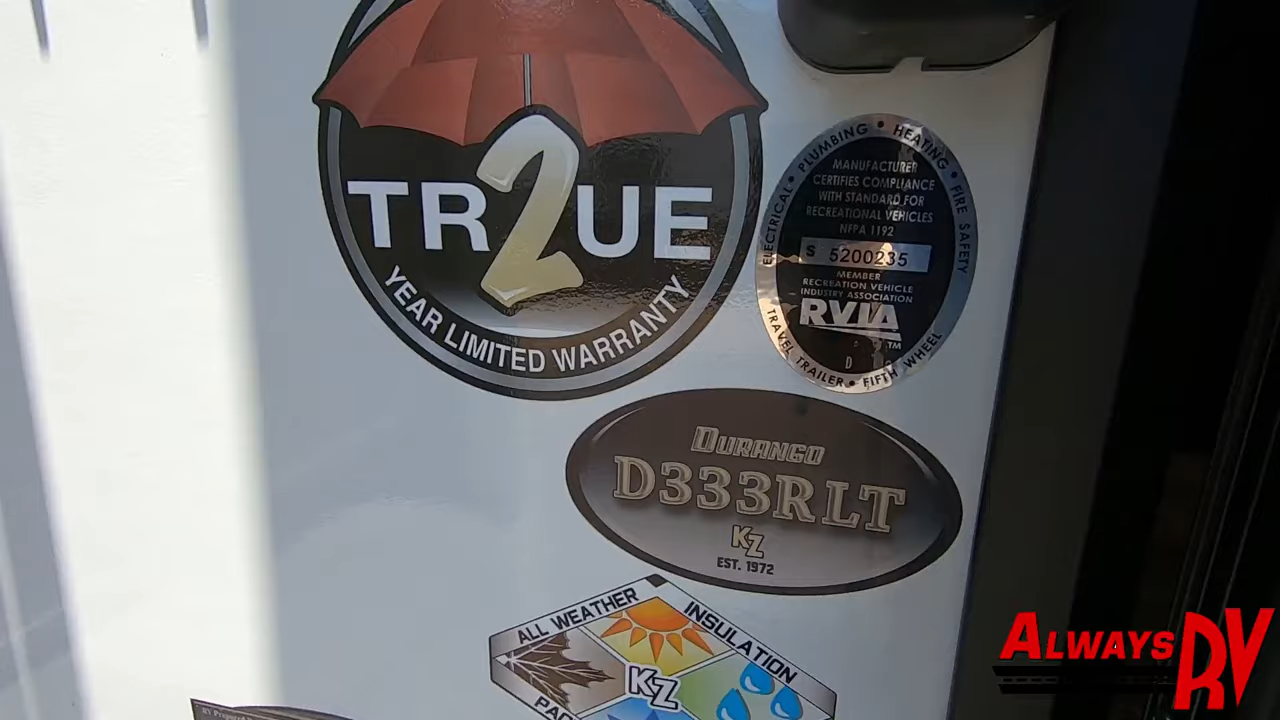 TR2UE
YEAR LIMITED WARRANTY
ELECTRICAL • PLUMBING • HEATING • FIRE SAFETY
MANUFACTURER
CERTIFIES COMPLIANCE
WITH STANDARD FOR
RECREATIONAL VEHICLES
NFPA 1192
S 5200235
MEMBER
RECREATION VEHICLE
INDUSTRY ASSOCIATION
RVIA
TM
D
TRAVEL TRAILER • FIFTH WHEEL
DURANGO
D333RLT
KZ
EST. 1972
ALL WEATHER
INSULATION
KZ
ALWAYS RV